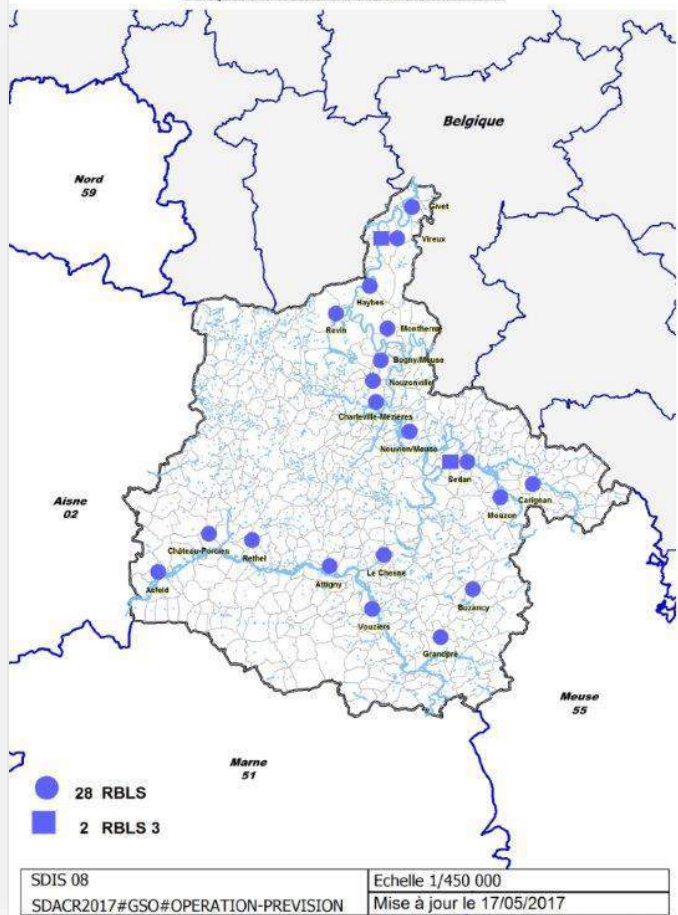 Belgique
Nord
59
Givet
Vireux
Haybes
Revin
Montherme
Bogny/Meuse
Nouzonville
Charleville-Mézieres
Nouvion/Meuse
Sedan
Carignan
Mouzon
Aisne
02
Château-Porcien
Rethel
Attigny
Le Chesne
Asfeld
Buzancy
Vouziers
Grandpré
Meuse
55
Marne
51
28 RBLS
2 RBLS 3
SDIS 08
Echelle 1/450 000
SDACR2017#GSO#OPERATION-PREVISION
Mise à jour le 17/05/2017